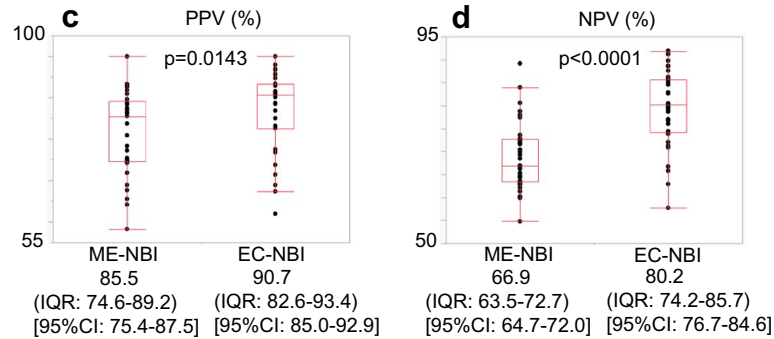 c
PPV (%)
100
p=0.0143
55
ME-NBI
85.5
(IQR: 74.6-89.2)
[95%CI: 75.4-87.5]
EC-NBI
90.7
(IQR: 82.6-93.4)
[95%CI: 85.0-92.9]
d
NPV (%)
95
p<0.0001
50
ME-NBI
66.9
(IQR: 63.5-72.7)
[95%CI: 64.7-72.0]
EC-NBI
80.2
(IQR: 74.2-85.7)
[95%CI: 76.7-84.6]